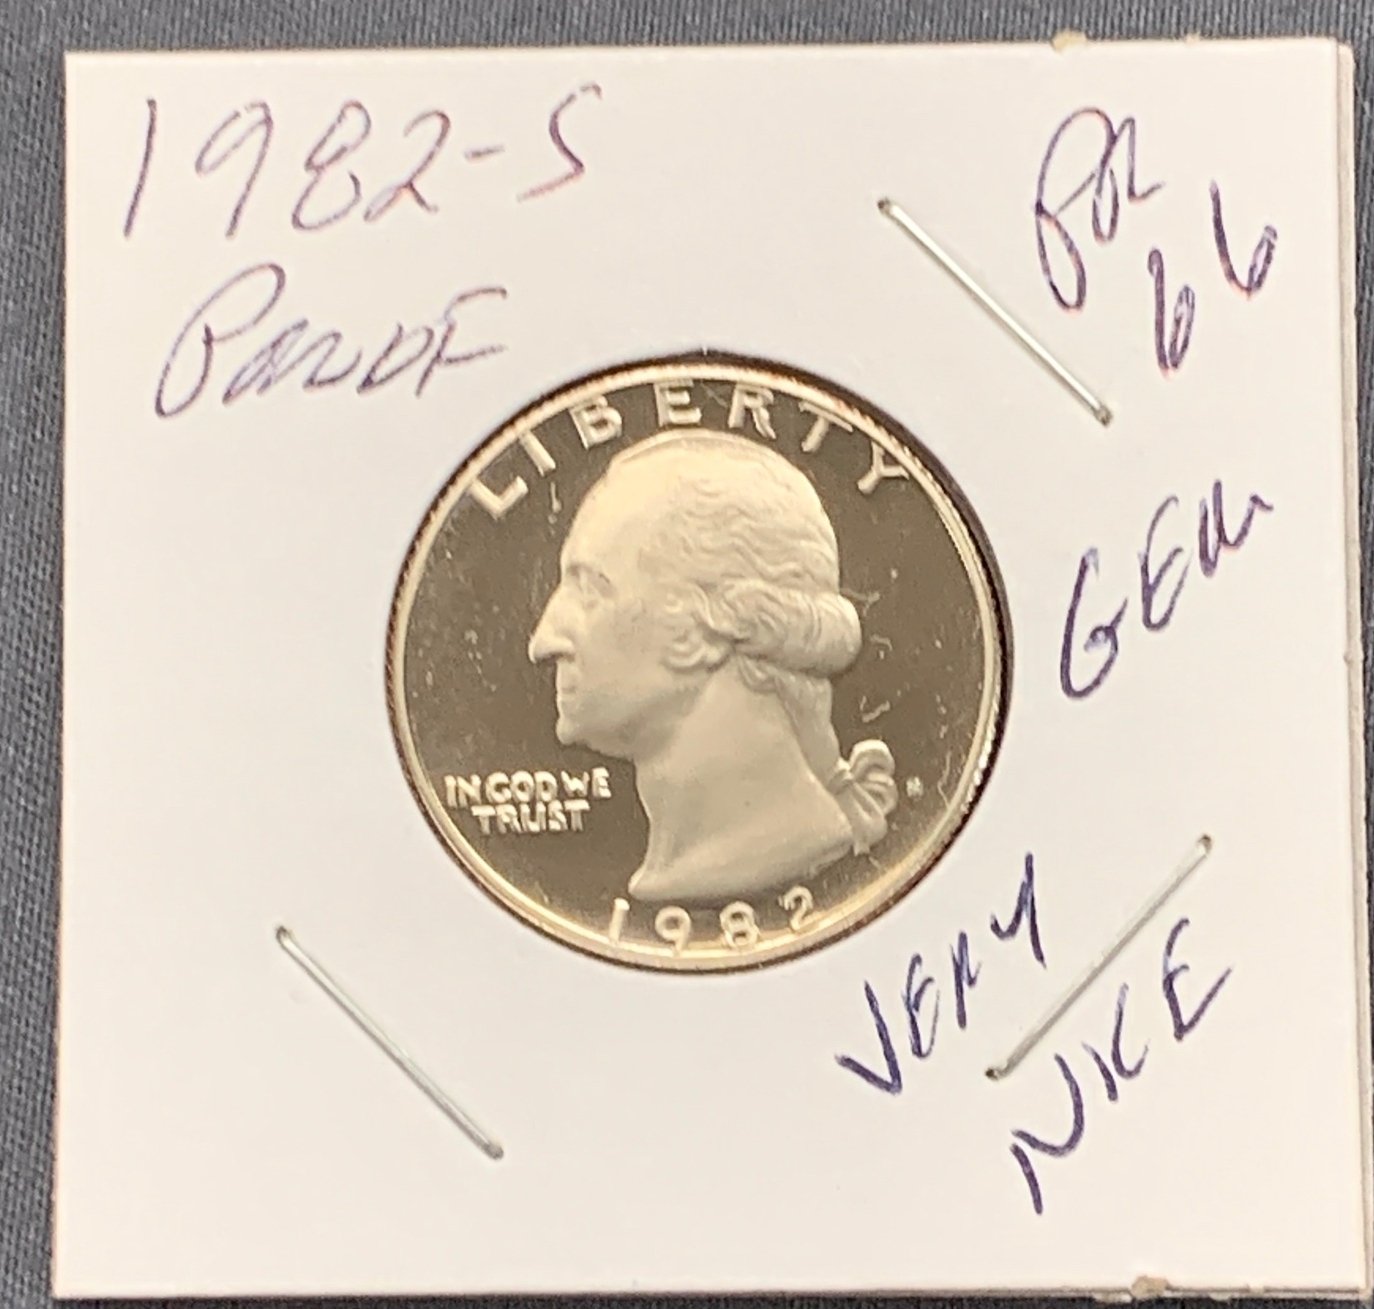 1982-S
PROOF
PR
66
GEM
LIBERTY
IN GOD WE
TRUST
1982
VERY
NICE